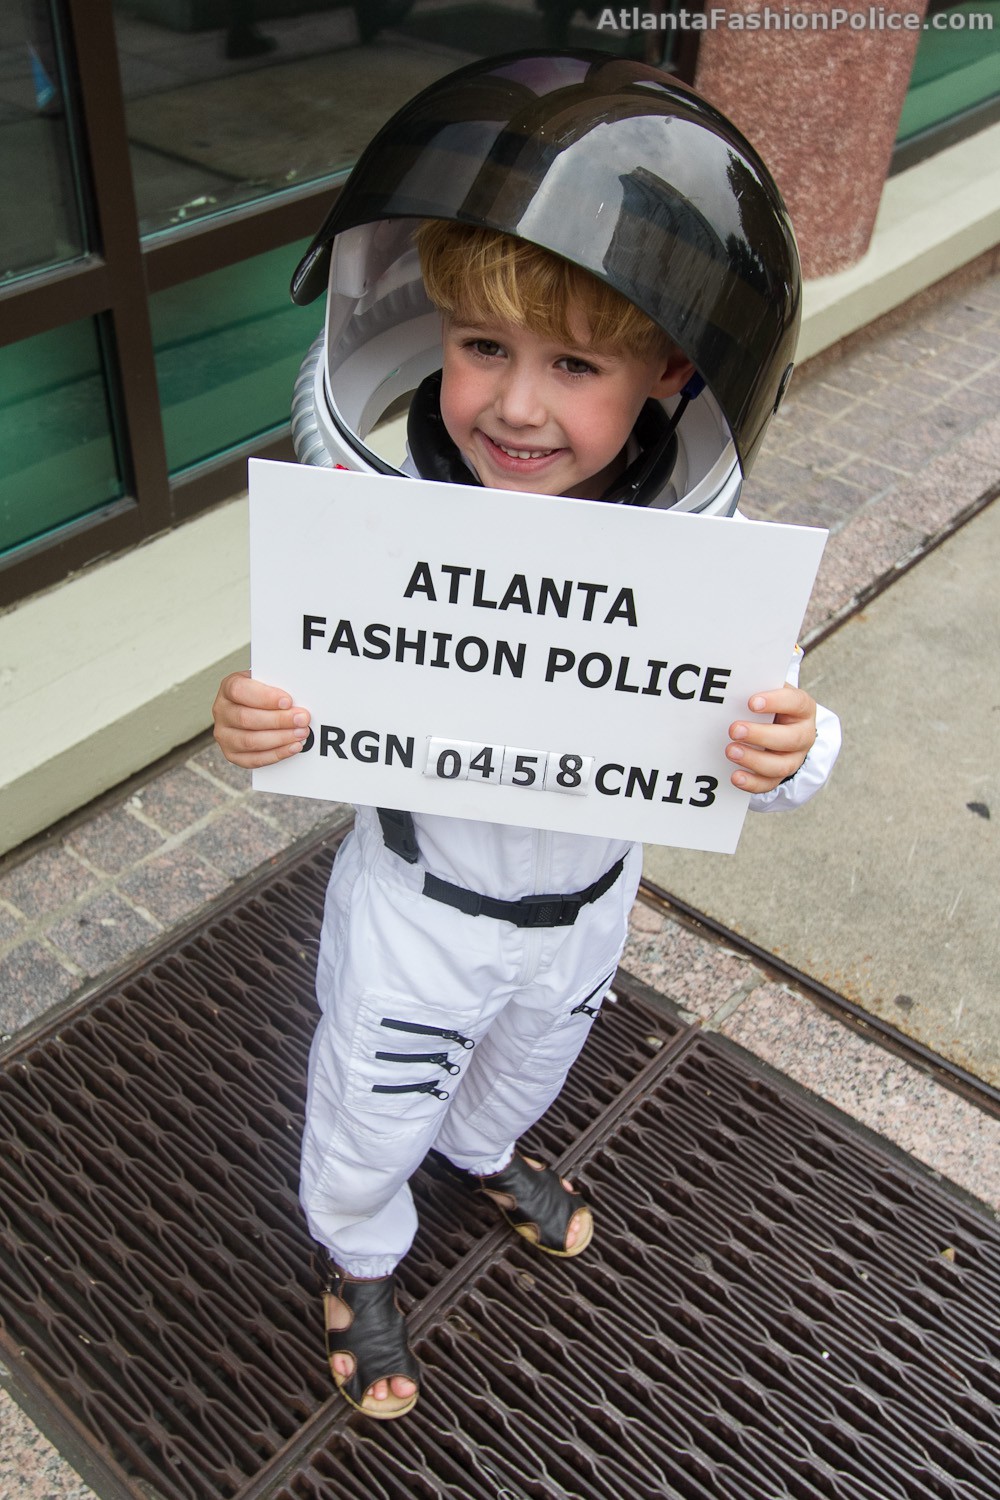 AtlantaFashionPolice.com
ATLANTA
FASHION POLICE
DRGN 0458 CN13